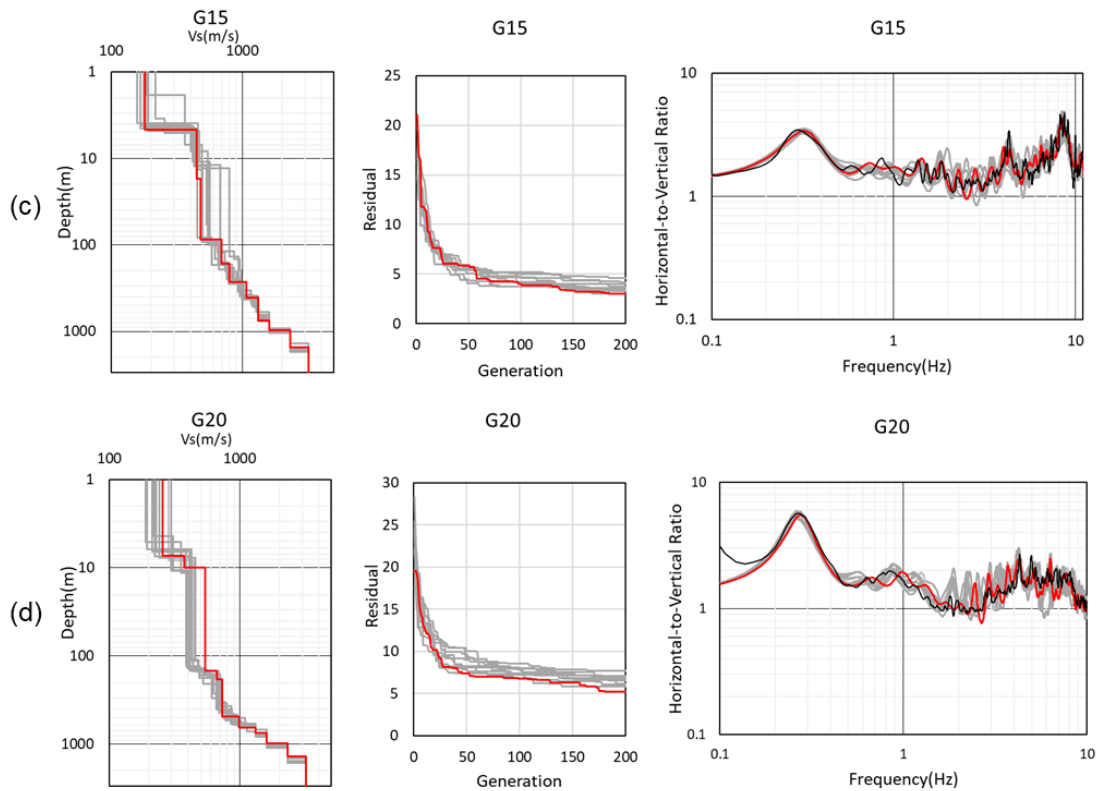 (c)
G15
Vs(m/s)
100 1000
1
10
100
1000
Depth(m)
G15
25
20
15
10
5
0
Residual
0 50 100 150 200
Generation
G15
10
1
0.1
Horizontal-to-Vertical Ratio
0.1 1 10
Frequency(Hz)
(d)
G20
Vs(m/s)
100 1000
1
10
100
1000
Depth(m)
G20
30
25
20
15
10
5
0
Residual
0 50 100 150 200
Generation
G20
10
1
0.1
Horizontal-to-Vertical Ratio
0.1 1 10
Frequency(Hz)